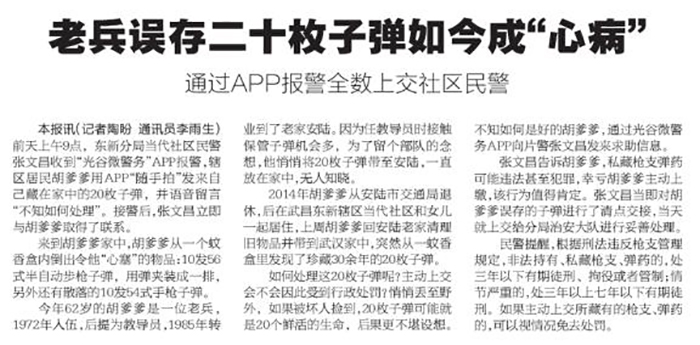 老兵误存二十枚子弹如今成“心病”
通过APP报警全数上交社区民警
本报讯(记者陶盼 通讯员李雨生)
前天上午9点，东新分局当代社区民警
张文昌收到“光谷微警务”APP报警，辖
区居民胡爹爹用APP“随手拍”发来自
己藏在家中的20枚子弹，并语音留言
“不知如何处理”。接警后，张文昌立即
与胡爹爹取得了联系。
来到胡爹爹家中，胡爹爹从一个蚊
香盒内倒出令他“心塞”的物品：10发56
式半自动步枪子弹，用弹夹装成一排，
另外还有散落的10发54式手枪子弹。
今年62岁的胡爹爹是一位老兵，
1972年入伍，后提为教导员，1985年转
业到了老家安陆。因为任教导员时接触
保管子弹机会多，为了留个部队的念
想，他悄悄将20枚子弹带至安陆，一直
放在家中，无人知晓。
2014年胡爹爹从安陆市交通局退
休，后在武昌东新辖区当代社区和女儿
一起居住，上周胡爹爹回安陆老家清理
旧物品并带到武汉家中，突然从一蚊香
盒里发现了珍藏30余年的20枚子弹。
如何处理这20枚子弹呢？主动上交
会不会因此受到行政处罚？悄悄丢至野
外，如果被坏人捡到，20枚子弹可能就
是20个鲜活的生命，后果更不堪设想。
不知如何是好的胡爹爹，通过光谷微警
务APP向片警张文昌发来求助信息。
张文昌告诉胡爹爹，私藏枪支弹药
可能违法甚至犯罪，幸亏胡爹爹主动上
缴，该行为值得肯定。张文昌当即对胡
爹爹误存的子弹进行了清点交接，当天
就上交给分局治安大队进行妥善处理。
民警提醒，根据刑法违反枪支管理
规定，非法持有、私藏枪支、弹药的，处
三年以下有期徒刑、拘役或者管制；情
节严重的，处三年以上七年以下有期徒
刑。如果主动上交所藏有的枪支、弹药
的，可以视情况免去处罚。